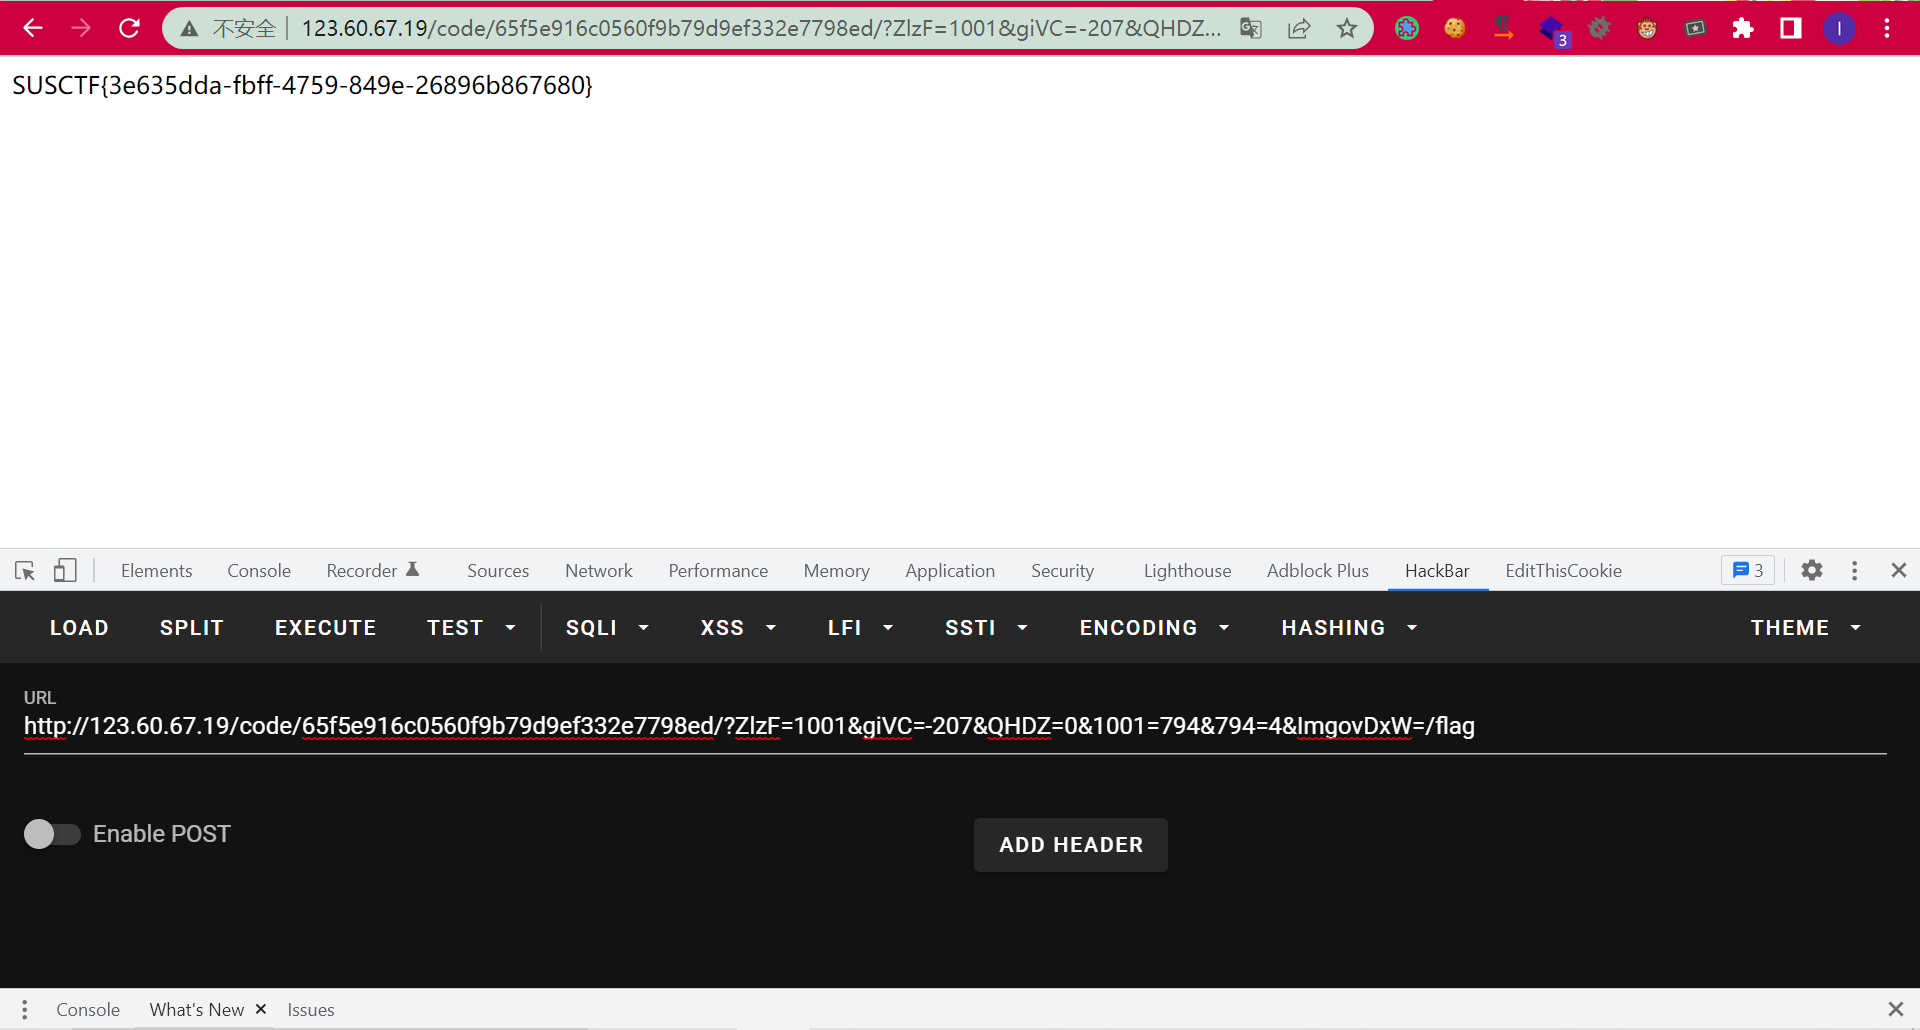 不安全 123.60.67.19/code/65f5e916c0560f9b79d9ef332e7798ed/?ZlzF=1001&giVC=-207&QHDZ... 3 I
SUSCTF{3e635dda-fbff-4759-849e-26896b867680}
Elements Console Recorder Sources Network Performance Memory Application Security Lighthouse Adblock Plus HackBar EditThisCookie 3
LOAD SPLIT EXECUTE TEST SQLI XSS LFI SSTI ENCODING HASHING THEME
URL
http://123.60.67.19/code/65f5e916c0560f9b79d9ef332e7798ed/?ZlzF=1001&giVC=-207&QHDZ=0&1001=794&794=4&ImgovDxW=/flag
Enable POST ADD HEADER
Console What's New Issues